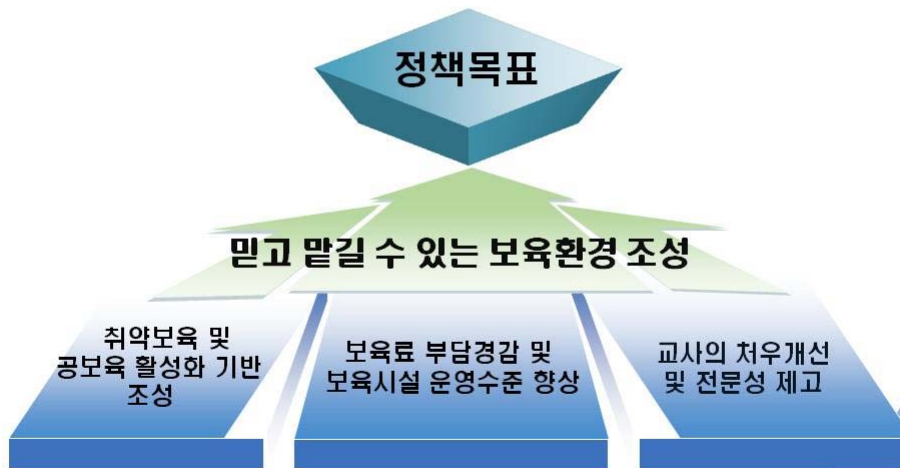 정책목표
믿고 맡길 수 있는 보육환경 조성
취약보육 및
공보육 활성화 기반
조성
보육료 부담경감 및
보육시설 운영수준 향상
교사의 처우개선
및 전문성 제고